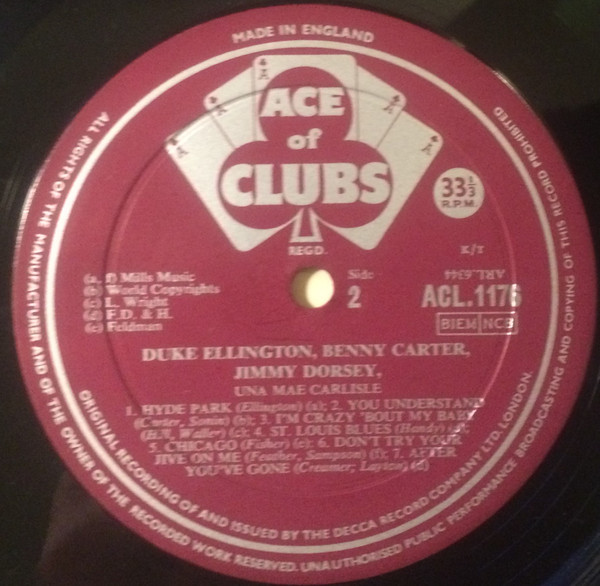 MADE IN ENGLAND
ALL RIGHTS OF THE MANUFACTURER AND OF THE OWNER OF THE RECORDED WORK RESERVED. UNAUTHORISED PUBLIC PERFORMANCE BROADCASTING AND COPYING OF THIS RECORD PROHIBITED
A
A
A
A
ACE
of
CLUBS
REGD.
33⅓
R.P.M.
K/T
ARL.6344
(a, f) Mills Music
(b) World Copyrights
(c) L. Wright
(d) F.D. & H.
(e) Feldman
Side
2
ACL.1176
BIEM NCB
DUKE ELLINGTON, BENNY CARTER,
JIMMY DORSEY,
UNA MAE CARLISLE
1. HYDE PARK (Ellington) (a); 2. YOU UNDERSTAND
(Carter, Sonin) (b); 3. I'M CRAZY 'BOUT MY BABY
(Hill, Waller) (c); 4. ST. LOUIS BLUES (Handy) (d);
5. CHICAGO (Fisher) (e); 6. DON'T TRY YOUR
JIVE ON ME (Feather, Sampson) (f); 7. AFTER
YOU'VE GONE (Creamer, Layton) (d)
ORIGINAL RECORDING OF AND ISSUED BY THE DECCA RECORD COMPANY LTD. LONDON.